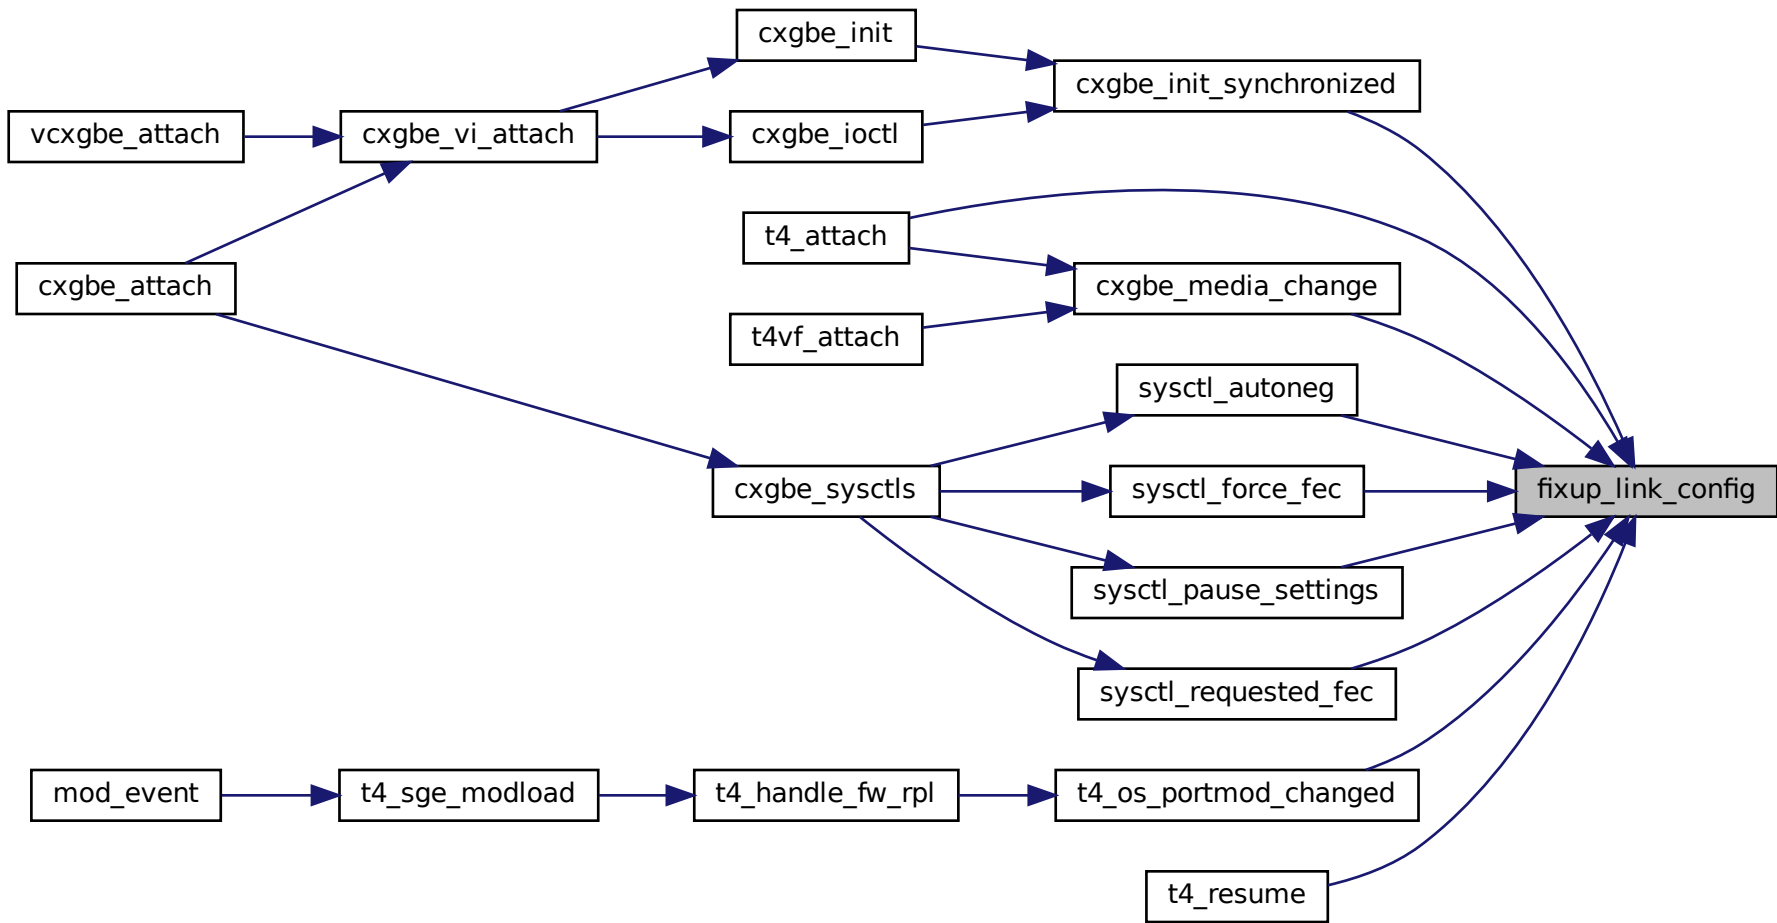 cxgbe_init
cxgbe_init_synchronized
vcxgbe_attach
cxgbe_vi_attach
cxgbe_ioctl
t4_attach
cxgbe_attach
cxgbe_media_change
t4vf_attach
sysctl_autoneg
cxgbe_sysctls
sysctl_force_fec
fixup_link_config
sysctl_pause_settings
sysctl_requested_fec
mod_event
t4_sge_modload
t4_handle_fw_rpl
t4_os_portmod_changed
t4_resume